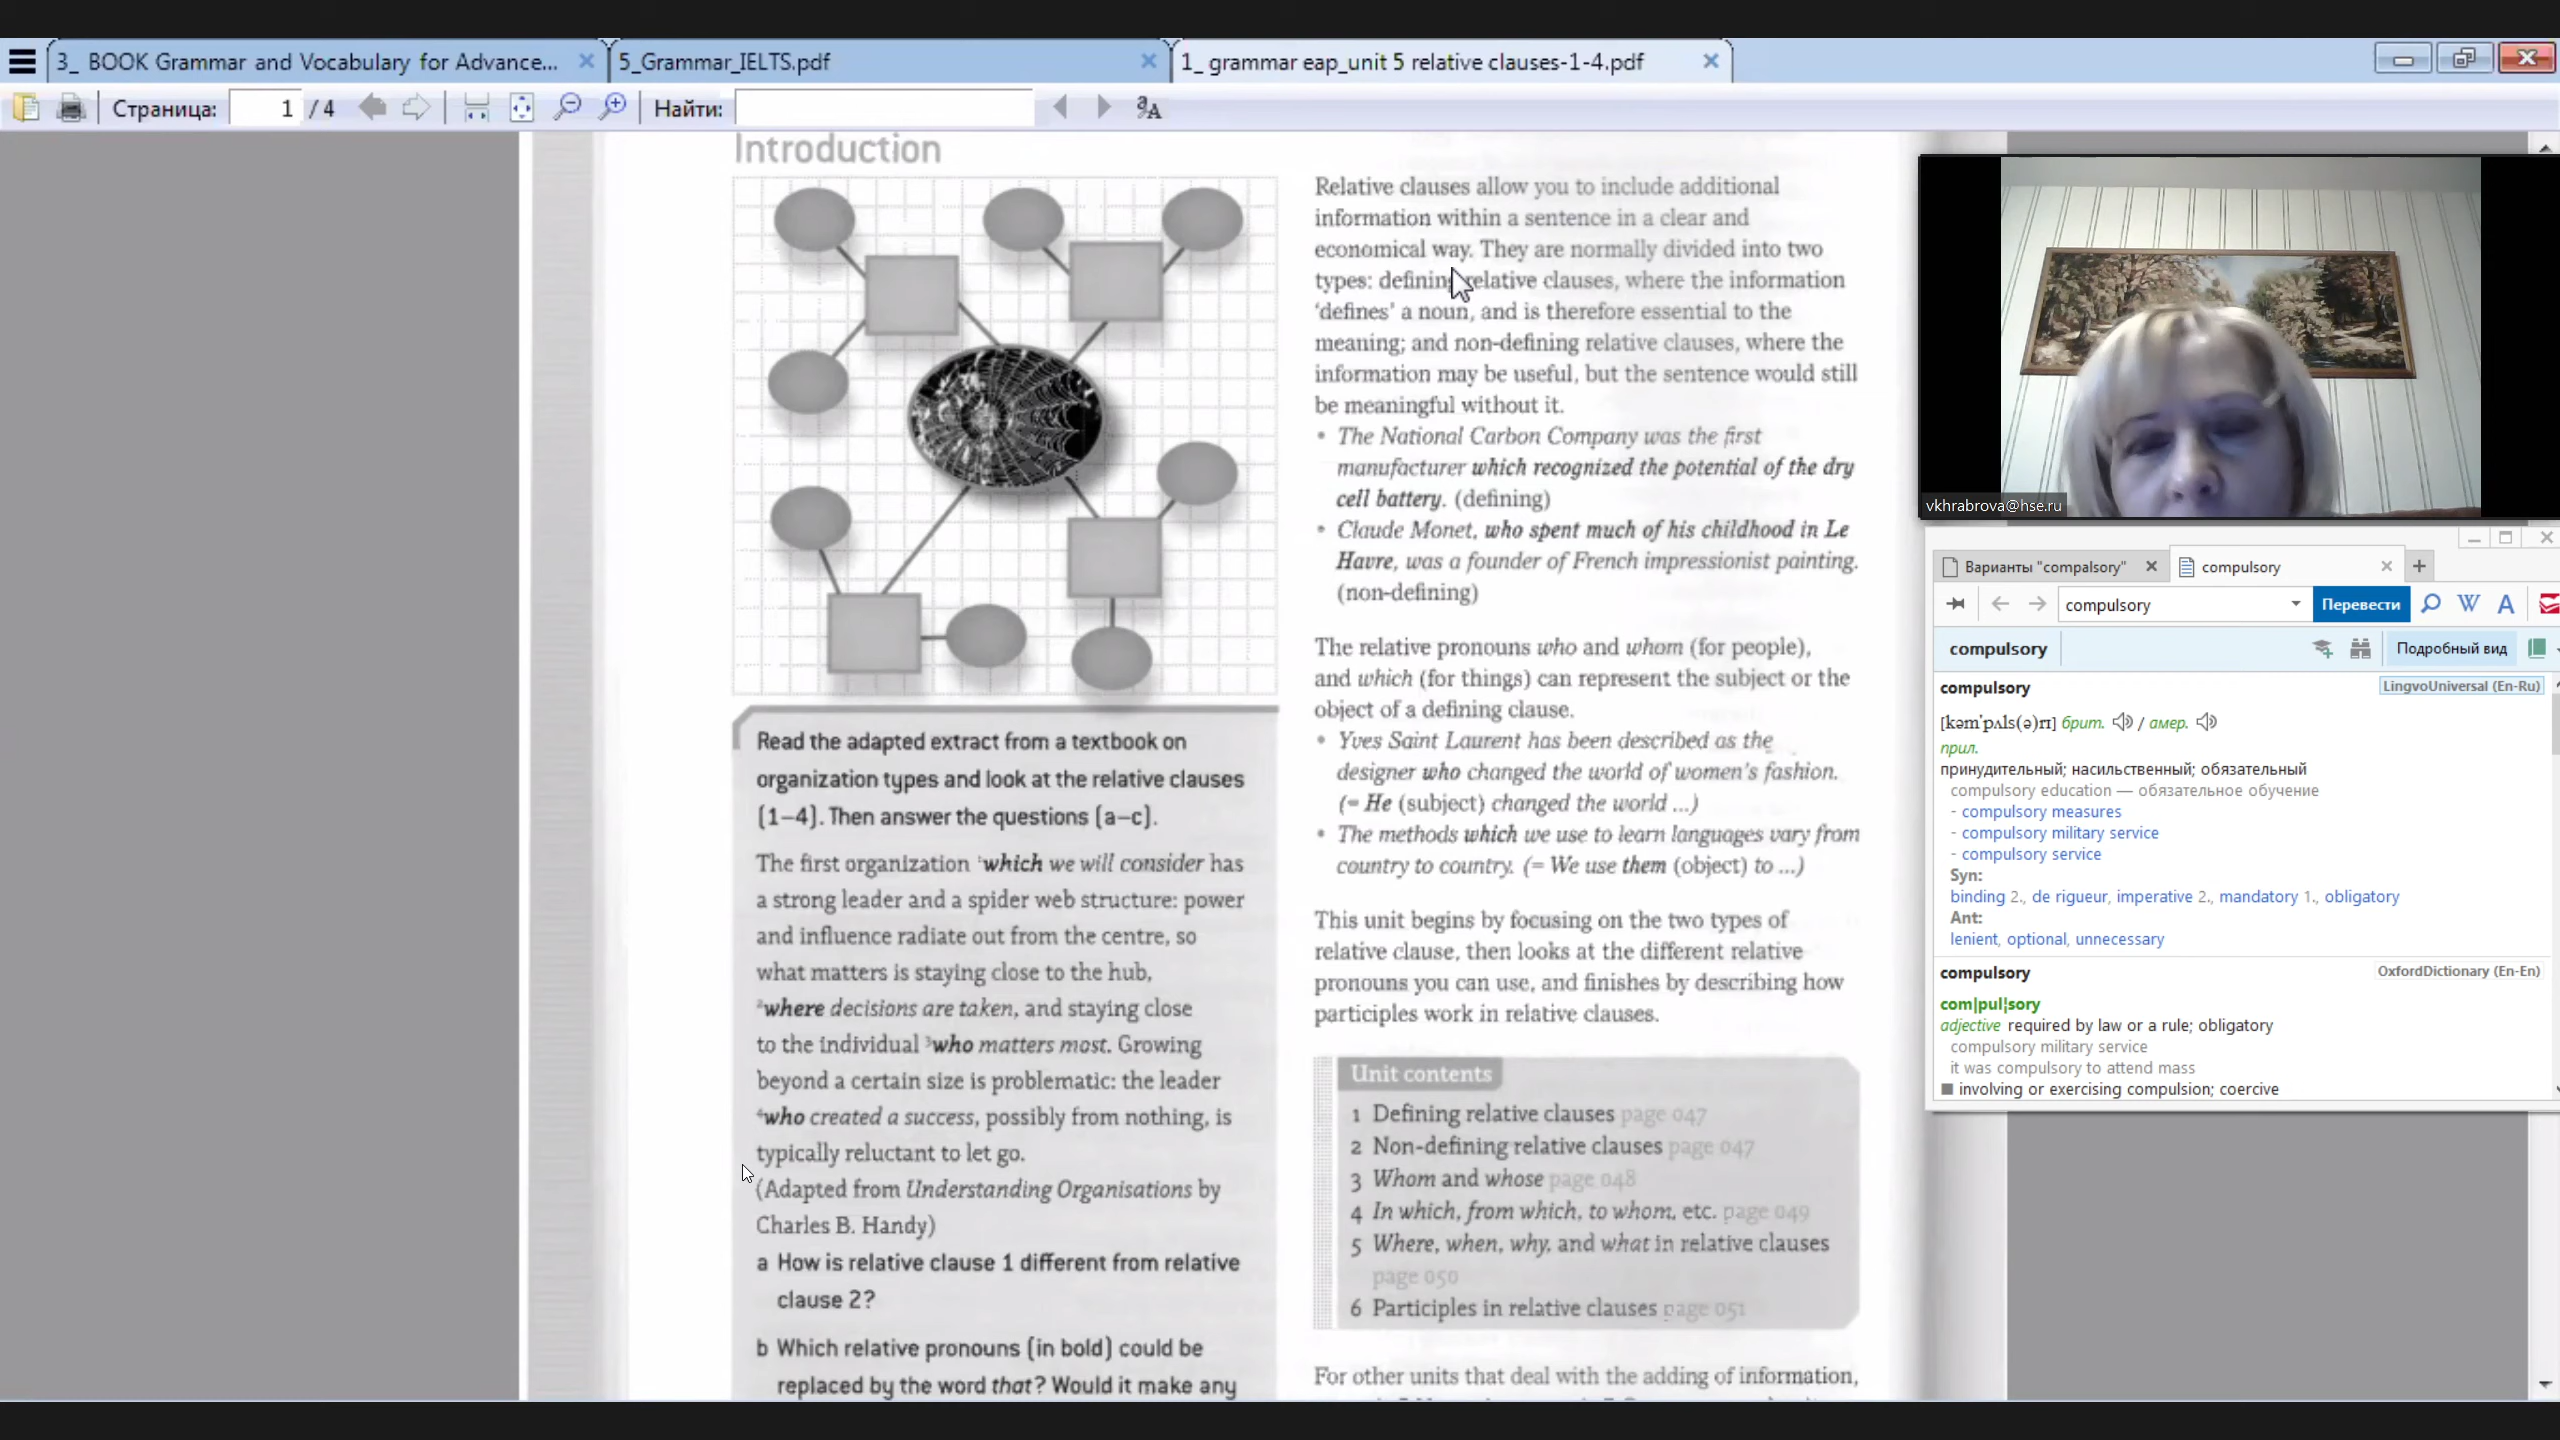 3_ BOOK Grammar and Vocabulary for Advance...
5_Grammar_IELTS.pdf
1_ grammar eap_unit 5 relative clauses-1-4.pdf
Страница: 1 / 4
Найти:
Introduction
Read the adapted extract from a textbook on
organization types and look at the relative clauses
(1–4). Then answer the questions (a–c).
The first organization ¹which we will consider has
a strong leader and a spider web structure: power
and influence radiate out from the centre, so
what matters is staying close to the hub,
²where decisions are taken, and staying close
to the individual ³who matters most. Growing
beyond a certain size is problematic: the leader
⁴who created a success, possibly from nothing, is
typically reluctant to let go.
(Adapted from Understanding Organisations by
Charles B. Handy)
a How is relative clause 1 different from relative
clause 2?
b Which relative pronouns (in bold) could be
replaced by the word that? Would it make any
Relative clauses allow you to include additional
information within a sentence in a clear and
economical way. They are normally divided into two
types: defining relative clauses, where the information
‘defines’ a noun, and is therefore essential to the
meaning; and non-defining relative clauses, where the
information may be useful, but the sentence would still
be meaningful without it.
• The National Carbon Company was the first
manufacturer which recognized the potential of the dry
cell battery. (defining)
• Claude Monet, who spent much of his childhood in Le
Havre, was a founder of French impressionist painting.
(non-defining)
The relative pronouns who and whom (for people),
and which (for things) can represent the subject or the
object of a defining clause.
• Yves Saint Laurent has been described as the
designer who changed the world of women’s fashion.
(= He (subject) changed the world ...)
• The methods which we use to learn languages vary from
country to country. (= We use them (object) to ...)
This unit begins by focusing on the two types of
relative clause, then looks at the different relative
pronouns you can use, and finishes by describing how
participles work in relative clauses.
Unit contents
1 Defining relative clauses page 047
2 Non-defining relative clauses page 047
3 Whom and whose page 048
4 In which, from which, to whom, etc. page 049
5 Where, when, why, and what in relative clauses
page 050
6 Participles in relative clauses page 051
For other units that deal with the adding of information,
vkhrabrova@hse.ru
Варианты "compalsory"
compulsory
compulsory
Перевести
W
A
compulsory
Подробный вид
compulsory
LingvoUniversal (En-Ru)
[kəm'pʌls(ə)rɪ] брит. / амер.
прил.
принудительный; насильственный; обязательный
compulsory education — обязательное обучение
- compulsory measures
- compulsory military service
- compulsory service
Syn:
binding 2., de rigueur, imperative 2., mandatory 1., obligatory
Ant:
lenient, optional, unnecessary
compulsory
OxfordDictionary (En-En)
com|pul¦sory
adjective required by law or a rule; obligatory
compulsory military service
it was compulsory to attend mass
■ involving or exercising compulsion; coercive